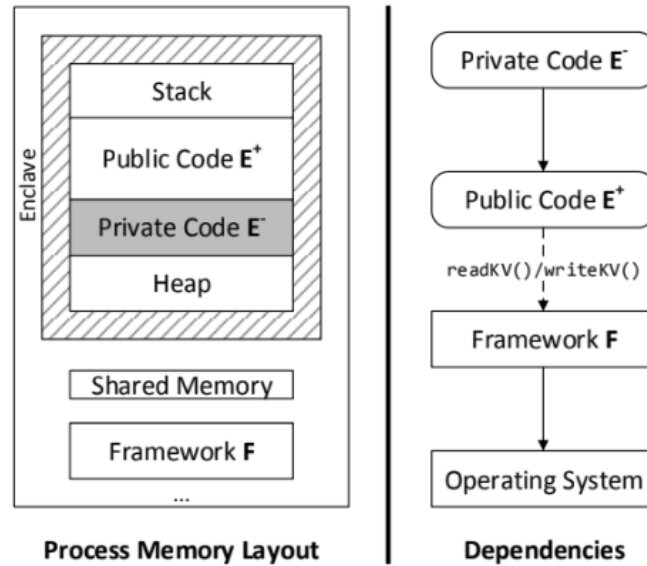 Enclave
Stack
Public Code E⁺
Private Code E⁻
Heap
Shared Memory
Framework F
...
Process Memory Layout
Private Code E⁻
Public Code E⁺
readKV()/writeKV()
Framework F
Operating System
Dependencies